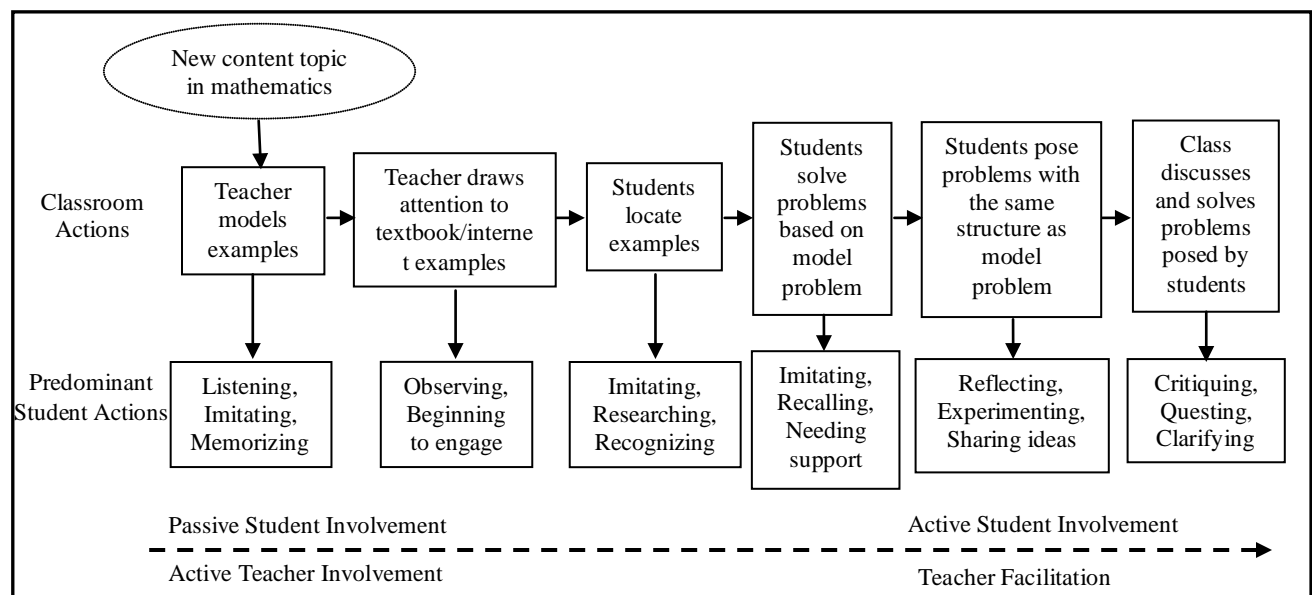 New content topic
in mathematics
Classroom
Actions
Teacher
models
examples
Teacher draws
attention to
textbook/interne
t examples
Students
locate
examples
Students
solve
problems
based on
model
problem
Students pose
problems with
the same
structure as
model
problem
Class
discusses
and solves
problems
posed by
students
Predominant
Student Actions
Listening,
Imitating,
Memorizing
Observing,
Beginning
to engage
Imitating,
Researching,
Recognizing
Imitating,
Recalling,
Needing
support
Reflecting,
Experimenting,
Sharing ideas
Critiquing,
Questing,
Clarifying
Passive Student Involvement
Active Student Involvement
Active Teacher Involvement
Teacher Facilitation